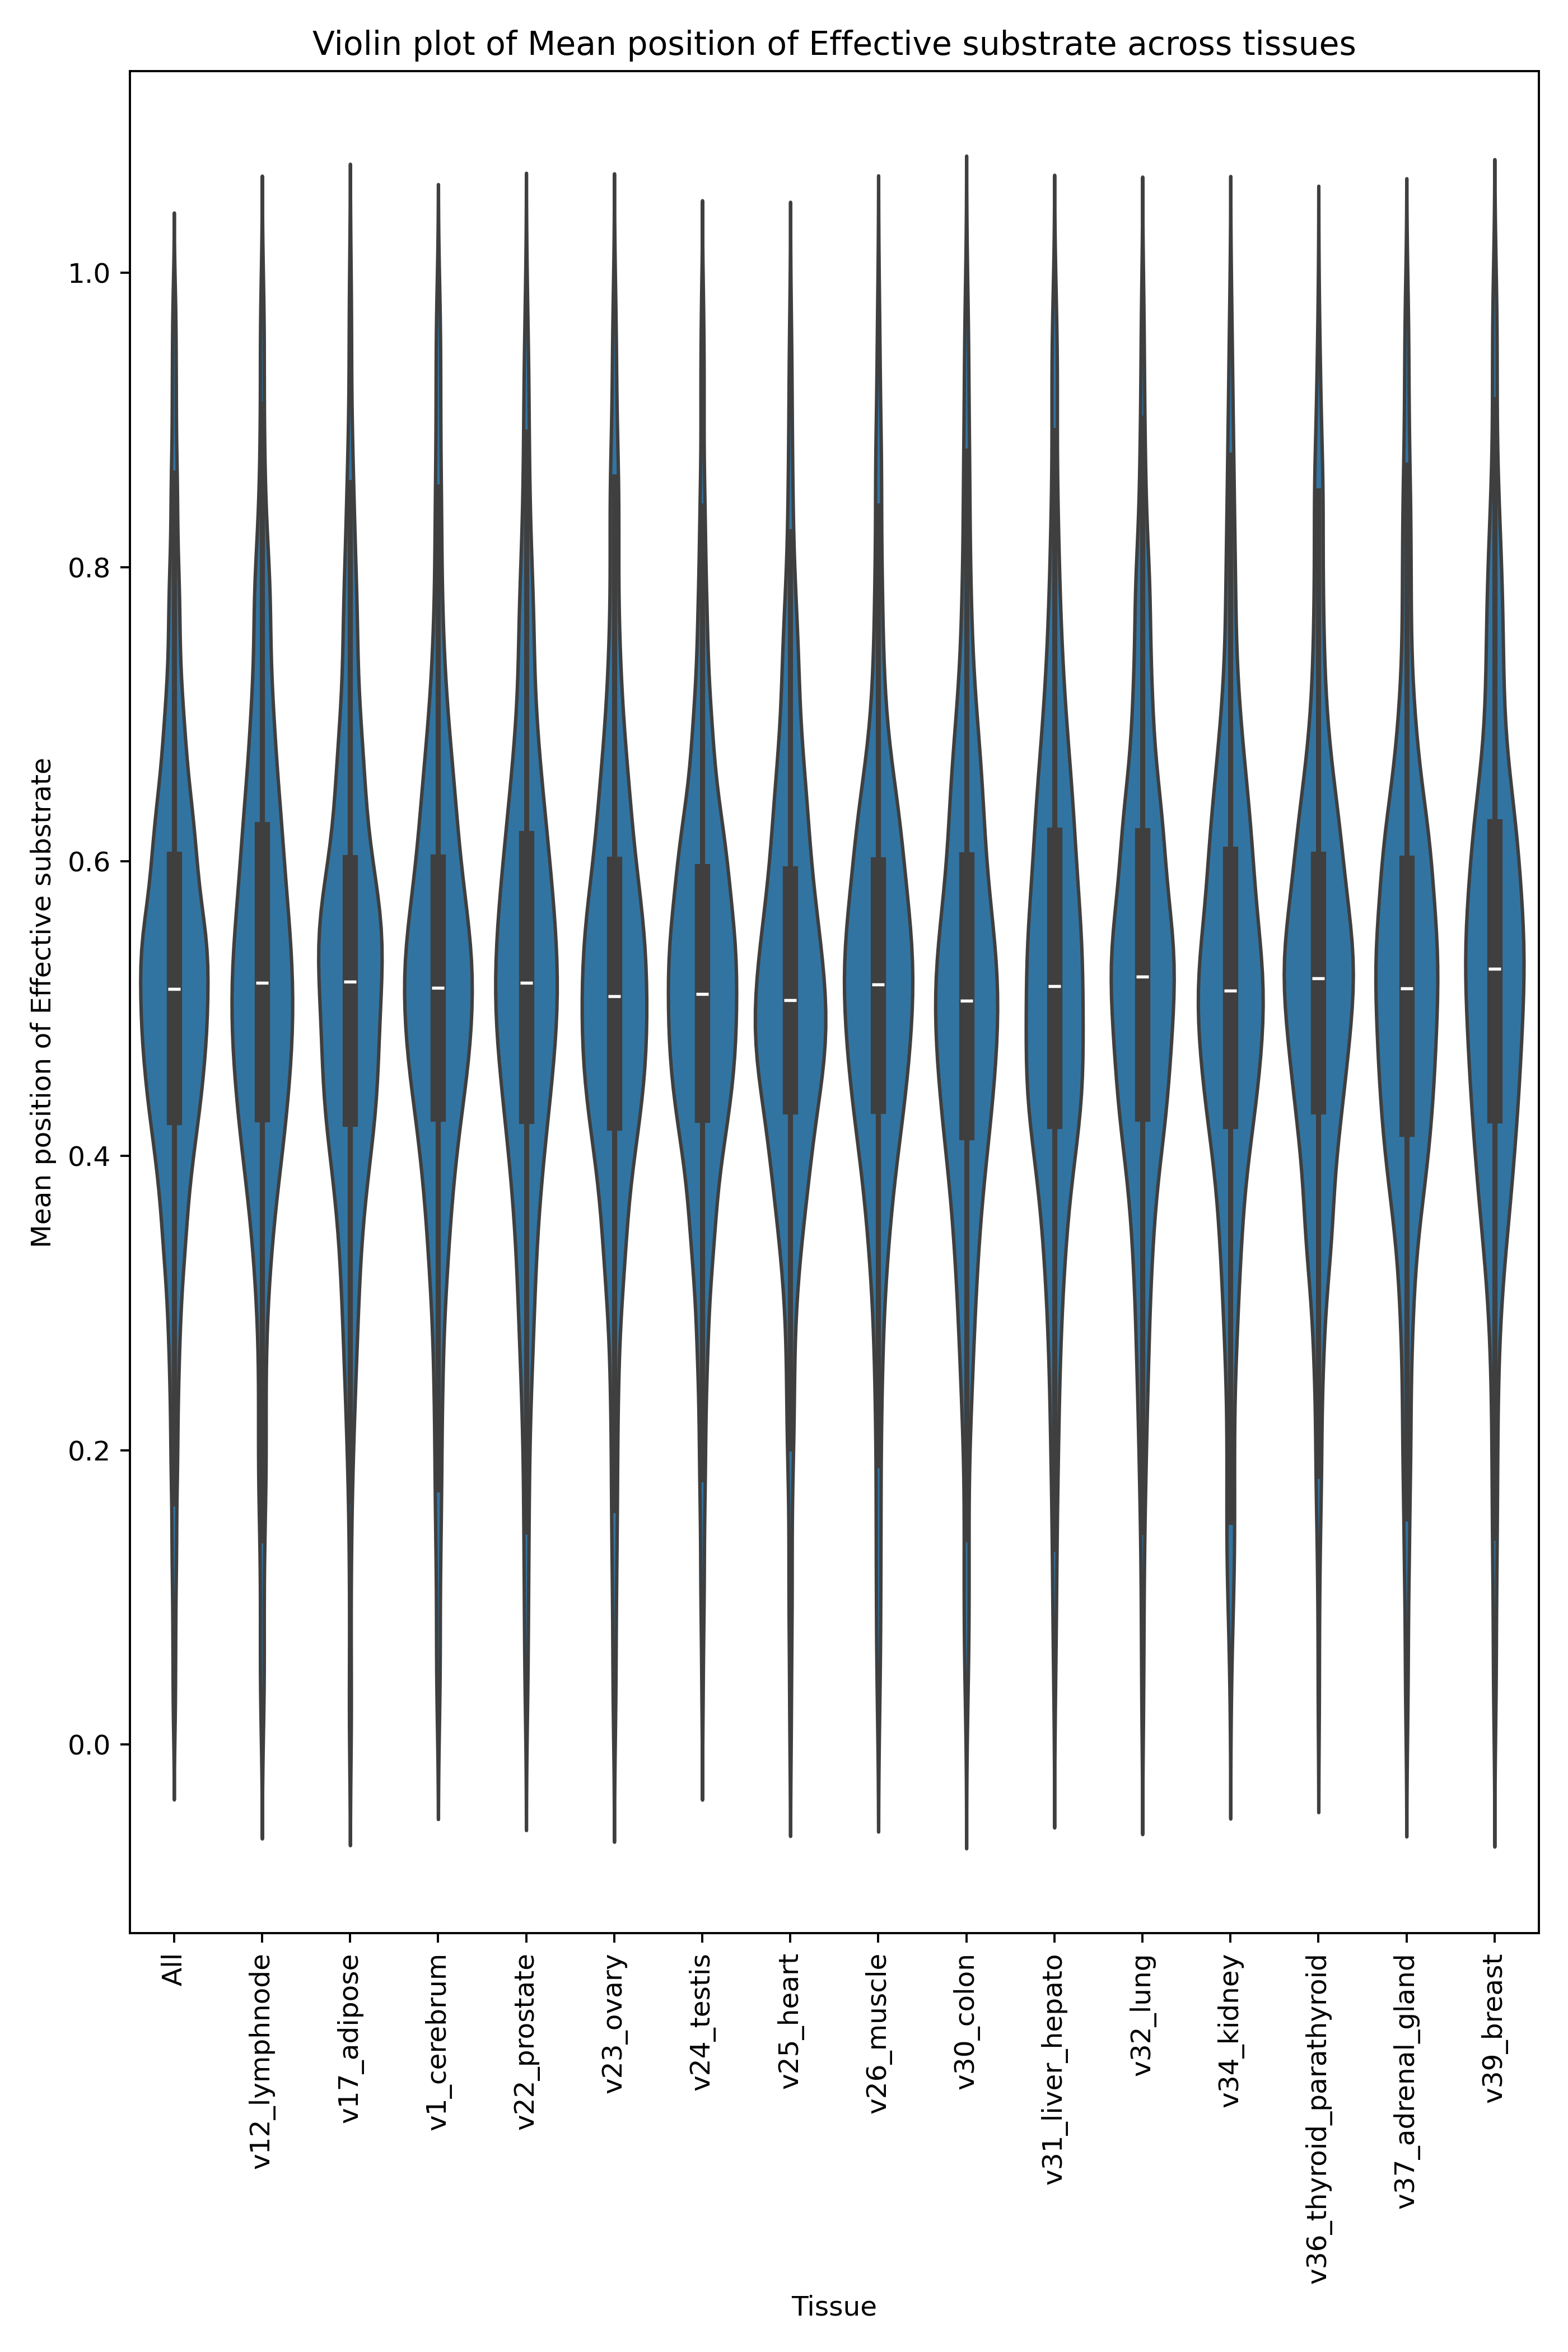 Violin plot of Mean position of Effective substrate across tissues
Mean position of Effective substrate
1.0
0.8
0.6
0.4
0.2
0.0
All
v12_lymphnode
v17_adipose
v1_cerebrum
v22_prostate
v23_ovary
v24_testis
v25_heart
v26_muscle
v30_colon
v31_liver_hepato
v32_lung
v34_kidney
v36_thyroid_parathyroid
v37_adrenal_gland
v39_breast
Tissue